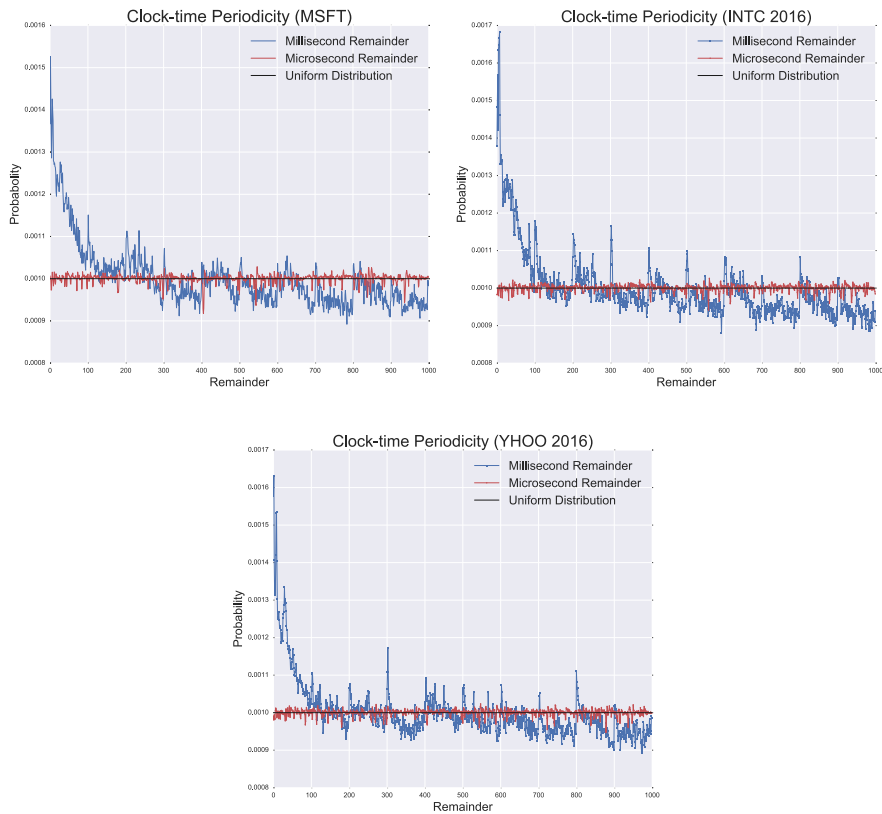 Clock-time Periodicity (MSFT)
Millisecond Remainder
Microsecond Remainder
Uniform Distribution
0.0016
0.0015
0.0014
0.0013
0.0012
0.0011
0.0010
0.0009
0.0008
Probabolity
0 100 200 300 400 500 600 700 800 900 1000
Remainder
Clock-time Periodicity (INTC 2016)
Millisecond Remainder
Microsecond Remainder
Uniform Distribution
0.0017
0.0016
0.0015
0.0014
0.0013
0.0012
0.0011
0.0010
0.0009
0.0008
Probability
0 100 200 300 400 500 600 700 800 900 1000
Remainder
Clock-time Periodicity (YHOO 2016)
Millisecond Remainder
Microsecond Remainder
Uniform Distribution
0.0017
0.0016
0.0015
0.0014
0.0013
0.0012
0.0011
0.0010
0.0009
0.0008
Probability
0 100 200 300 400 500 600 700 800 900 1000
Remainder